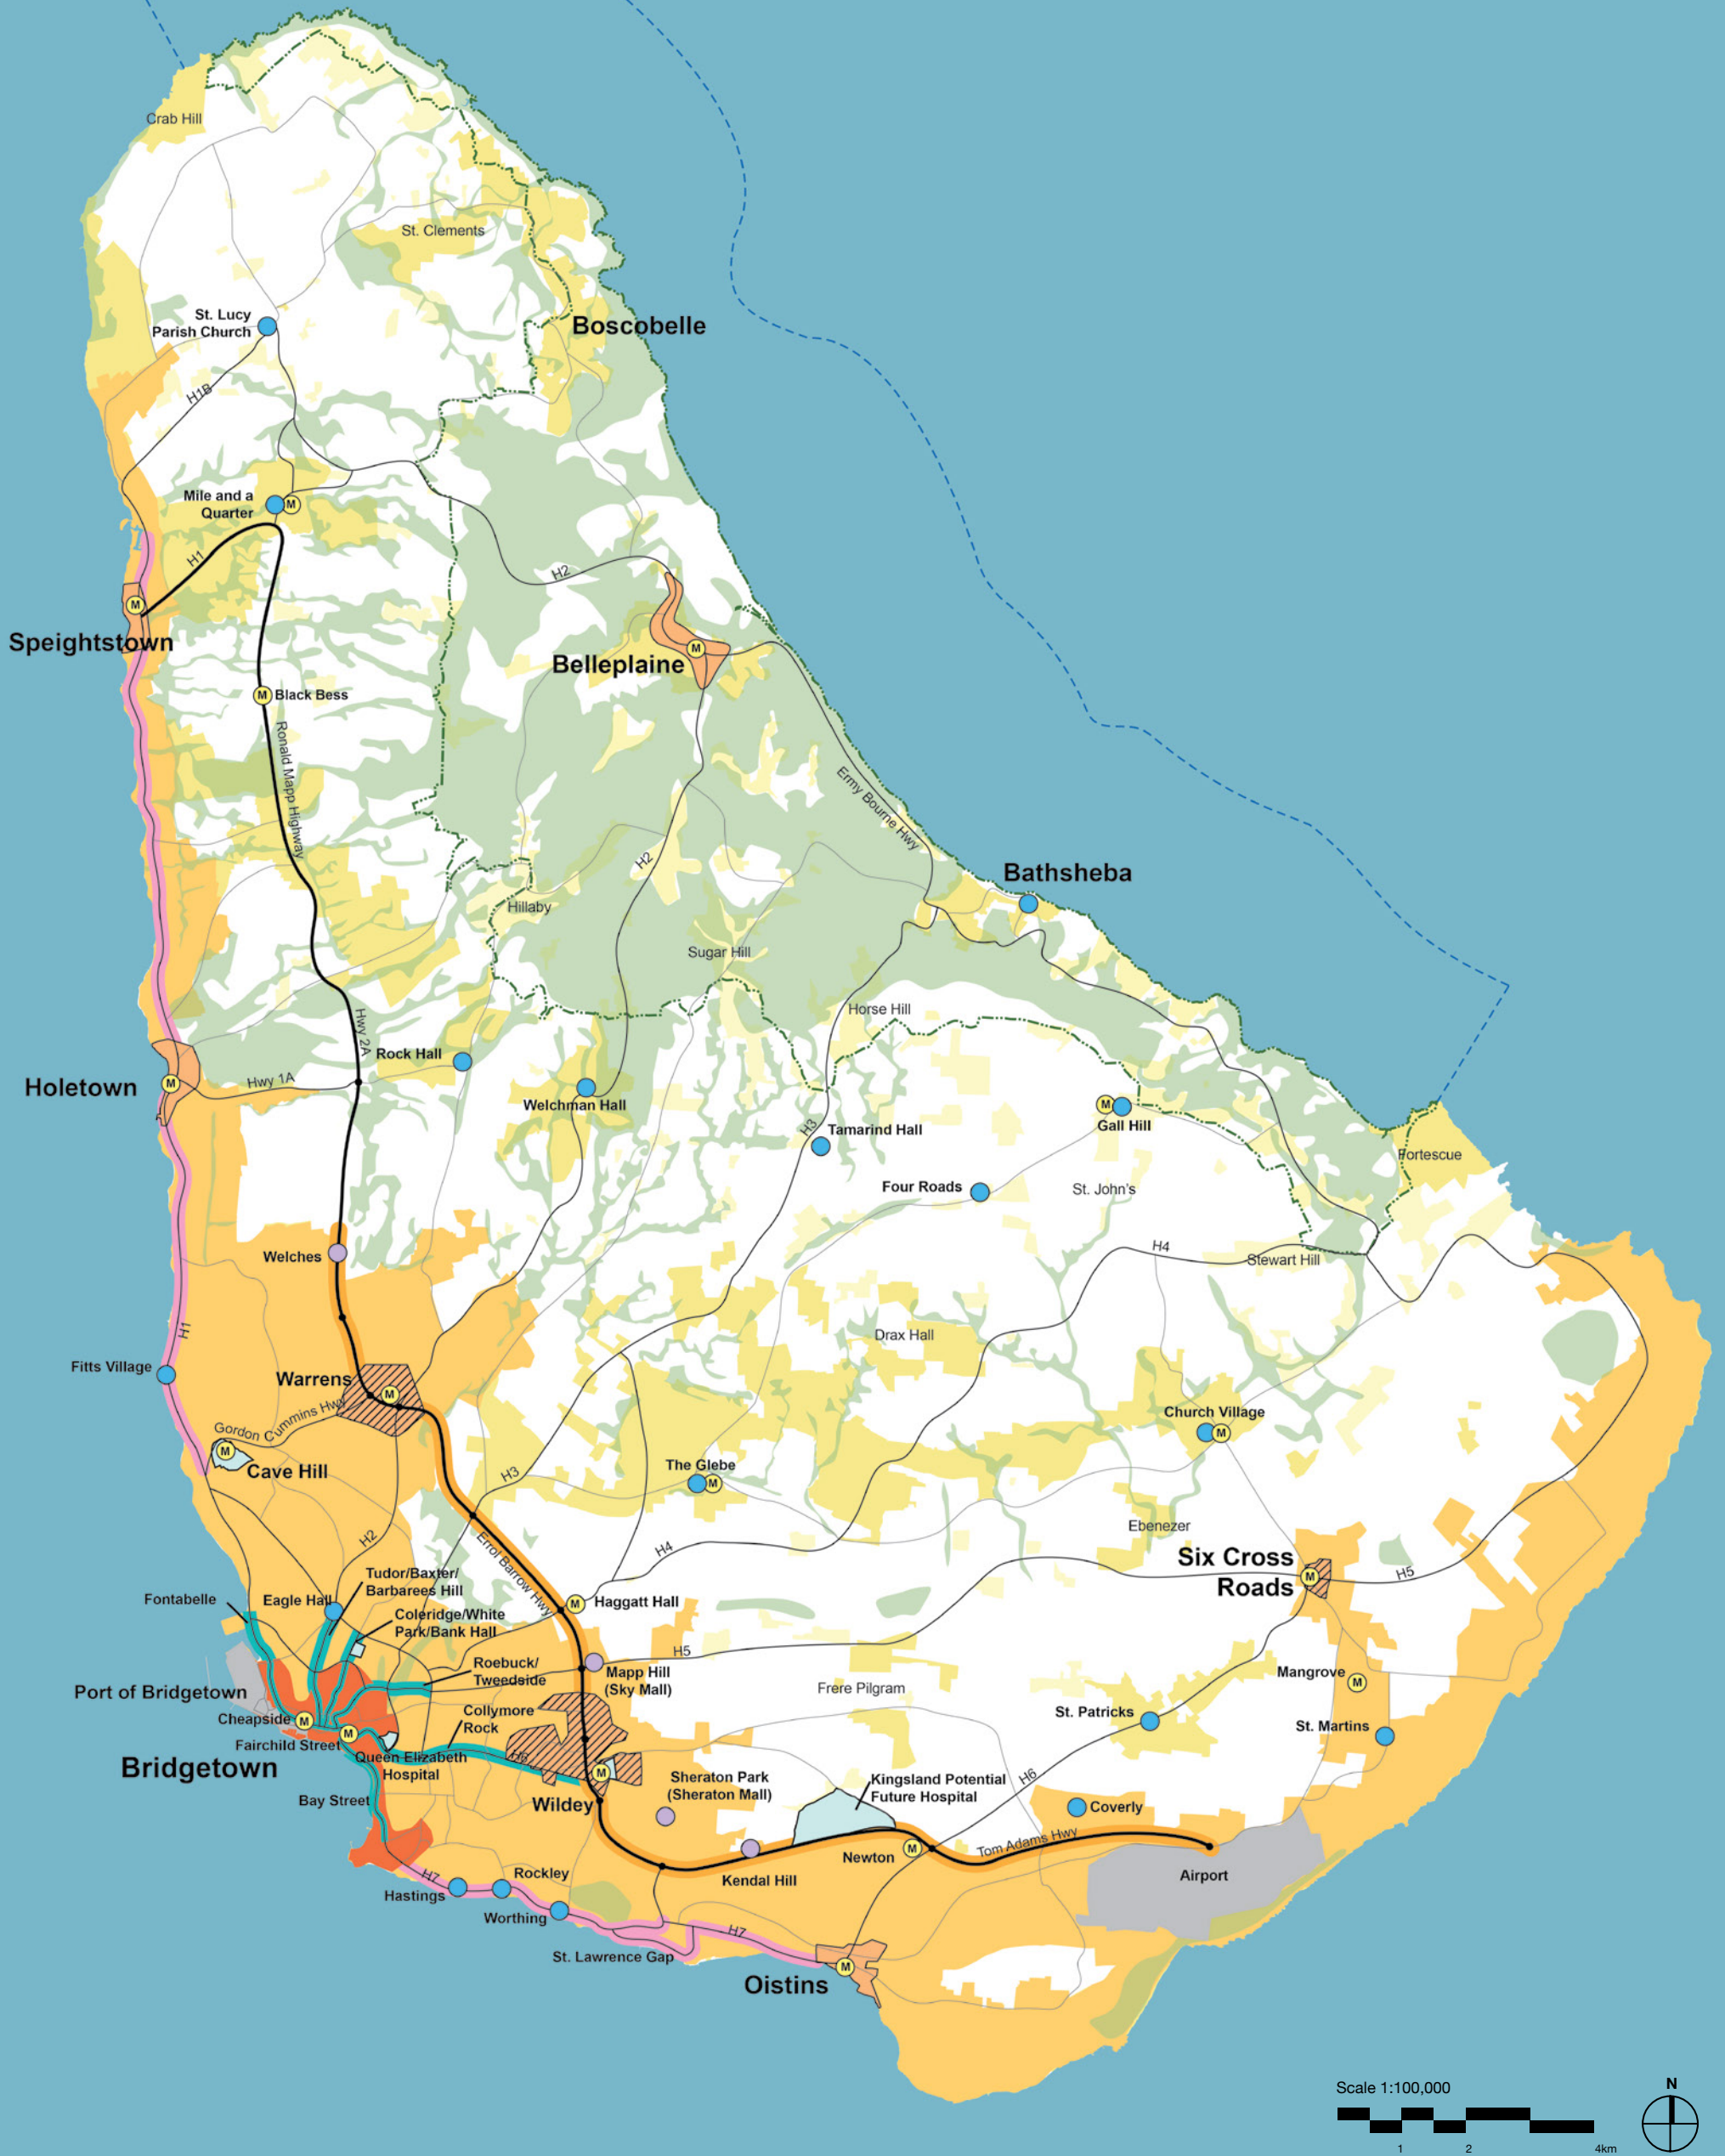 Crab Hill
St. Clements
St. Lucy
Parish Church
Boscobelle
H1B
Mile and a
Quarter
M
H1
H2
M
Speightstown
M
Belleplaine
M
Black Bess
Ronald Mapp Highway
Ermy Bourne Hwy
H2
Bathsheba
Hillaby
Sugar Hill
Horse Hill
Hwy 2A
Rock Hall
Holetown
M
Hwy 1A
Welchman Hall
M
Gall Hill
H3
Tamarind Hall
Fortescue
Four Roads
St. John's
H4
Stewart Hill
Welches
H1
Drax Hall
Fitts Village
Warrens
M
Gordon Cummins Hwy
Church Village
M
M
Cave Hill
H3
The Glebe
M
Ebenezer
H2
Errol Barrow Hwy
H4
Six Cross
Roads
M
H5
Tudor/Baxter/
Barbarees Hill
Fontabelle
Eagle Hall
M
Haggatt Hall
Coleridge/White
Park/Bank Hall
H5
Roebuck/
Tweedside
Mapp Hill
(Sky Mall)
Mangrove
M
Port of Bridgetown
Frere Pilgram
Collymore
Rock
St. Patricks
Cheapside
M
St. Martins
M
Fairchild Street
Queen Elizabeth
Hospital
H6
Bridgetown
M
Sheraton Park
(Sheraton Mall)
Kingsland Potential
Future Hospital
H6
Bay Street
Wildey
Coverly
Tom Adams Hwy
Newton
M
Airport
Kendal Hill
H7
Rockley
Hastings
Worthing
H7
St. Lawrence Gap
M
Oistins
Scale 1:100,000
N
1
2
4km